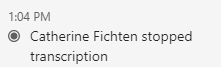 1:04 PM
Catherine Fichten stopped
transcription